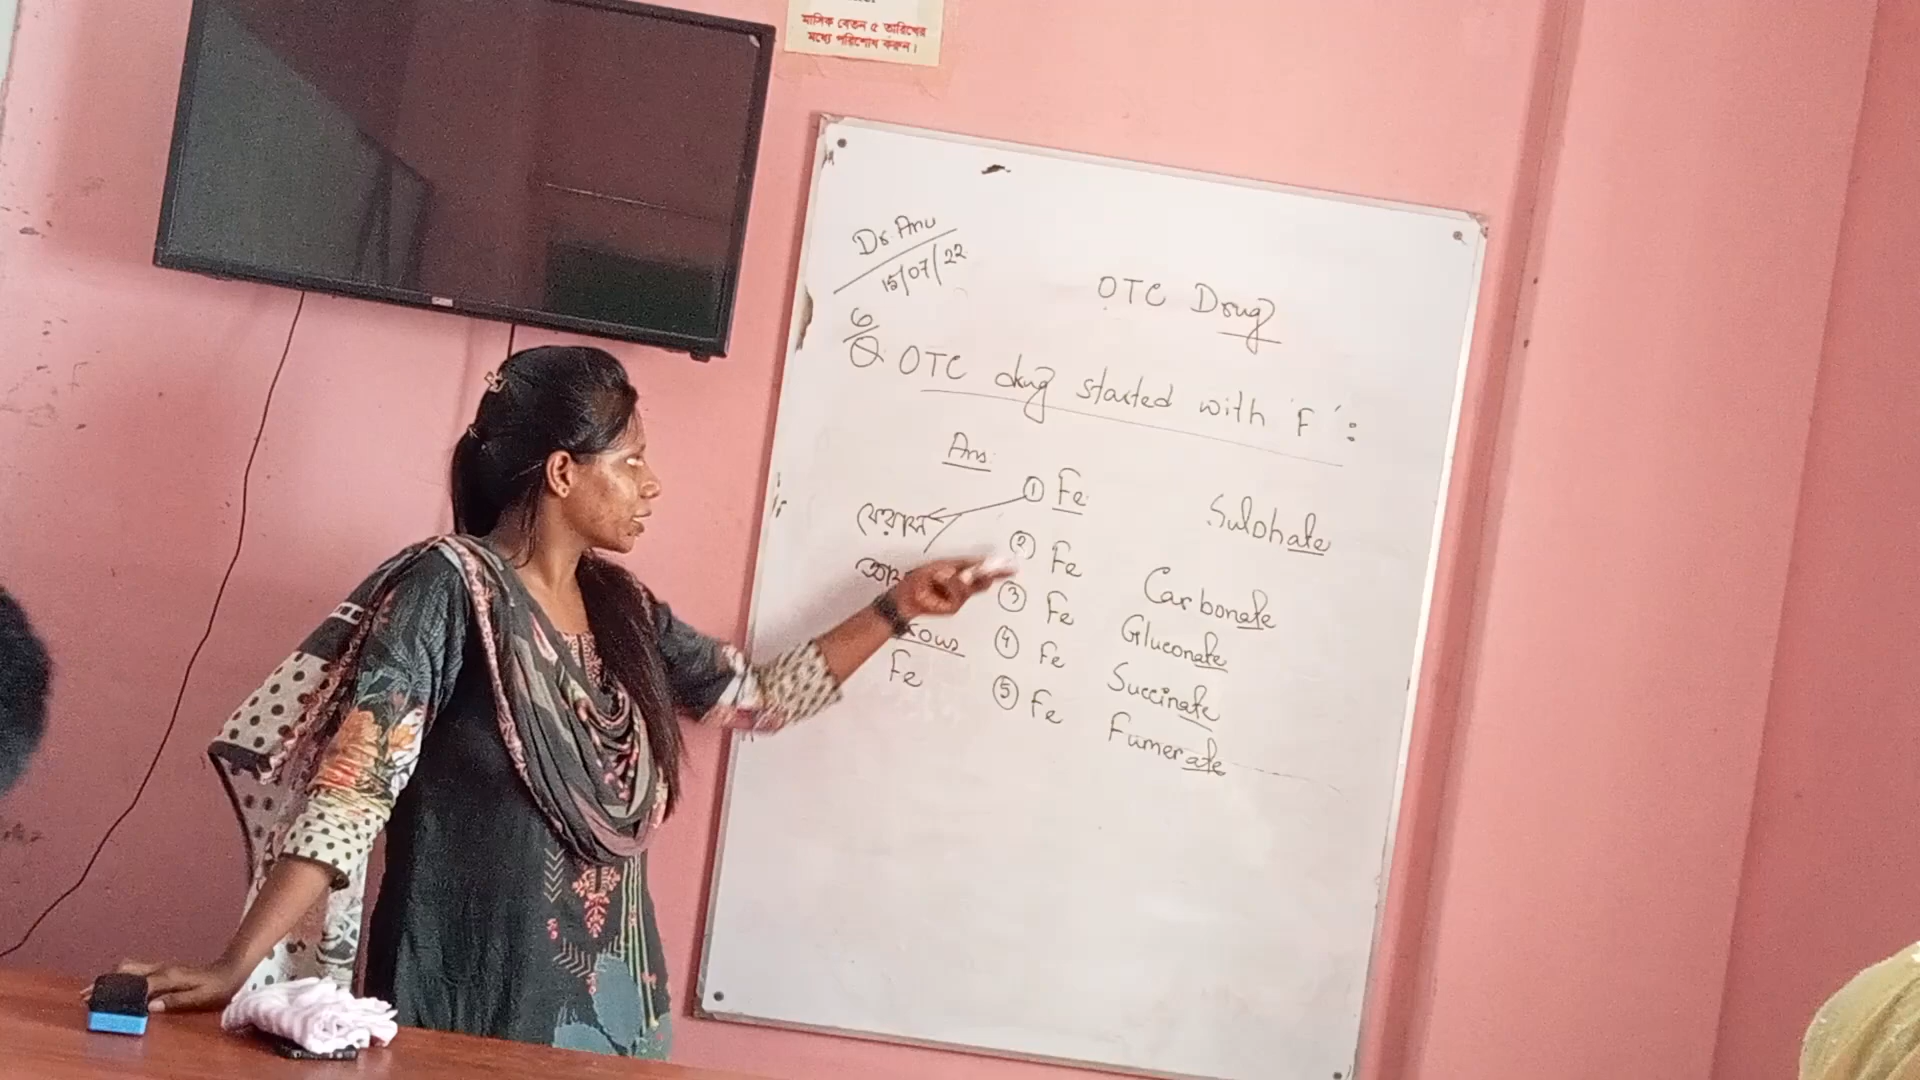 মাসিক বেতন ৫ তারিখের
মধ্যে পরিশোধ করুন।
Dr. Anu
15/07/22
OTC Drug
Q OTC drug started with 'F':
Ans:
① Fe Sulphate
ফেরাস
② Fe Carbonate
③ Fe Gluconate
④ Fe Succinate
Fe
⑤ Fe Fumerate